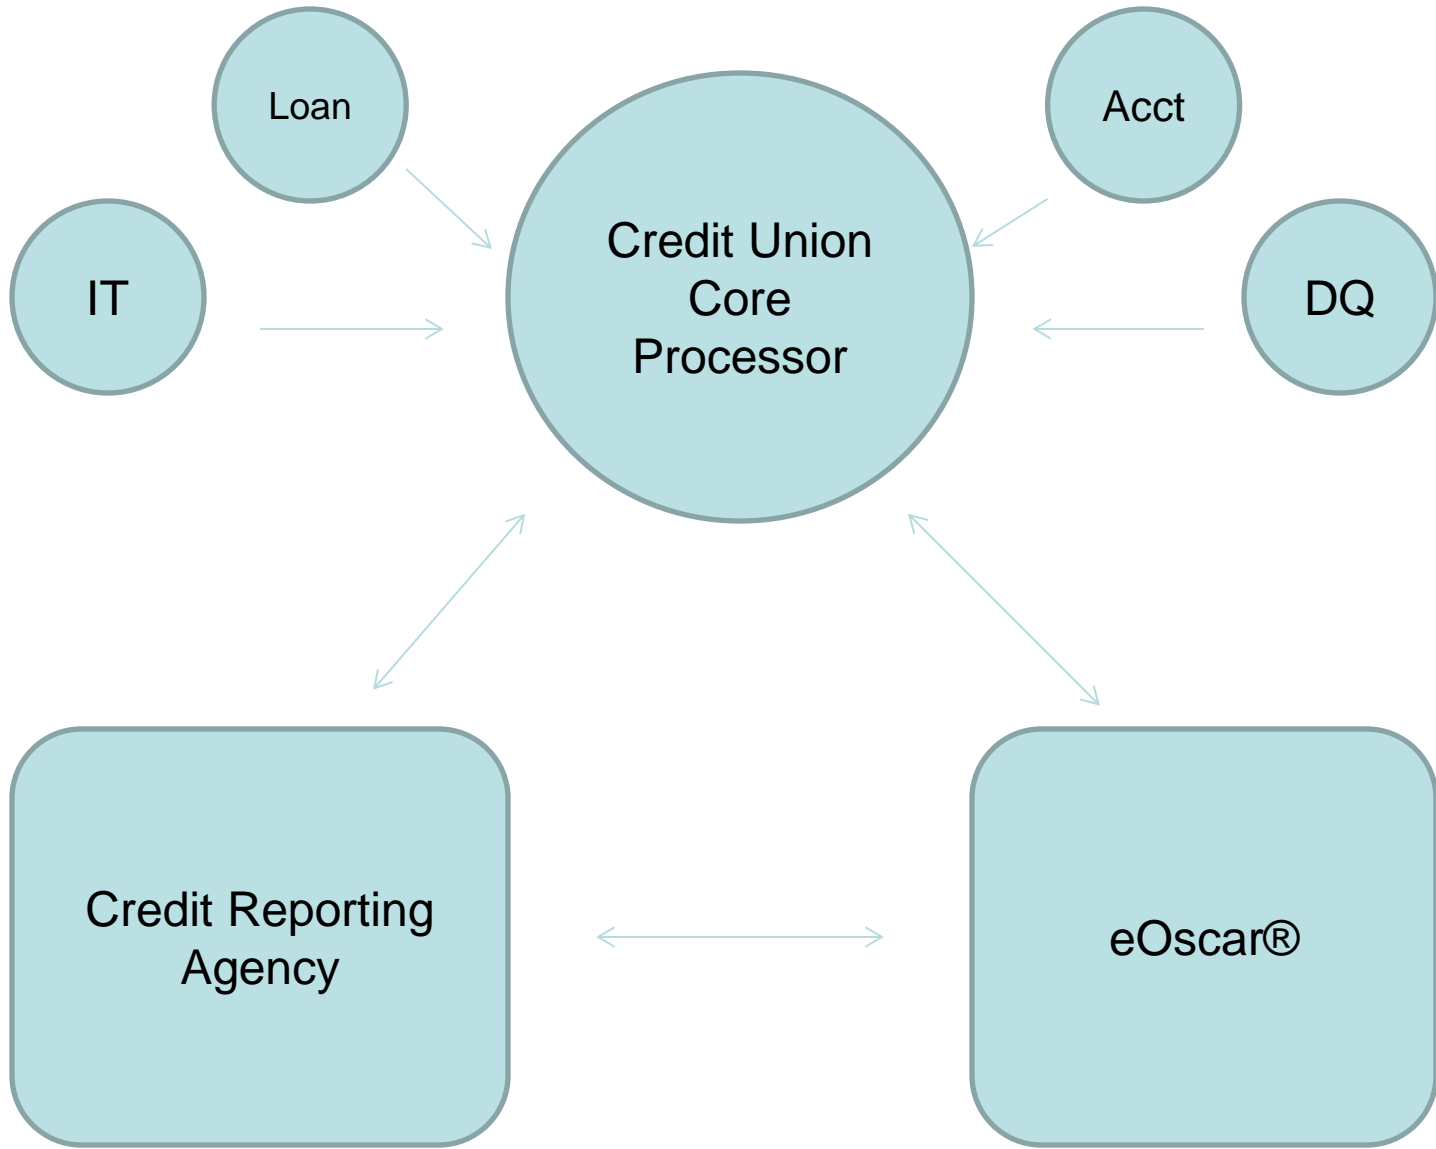 Loan
Acct
IT
Credit Union
Core
Processor
DQ
Credit Reporting
Agency
eOscar®